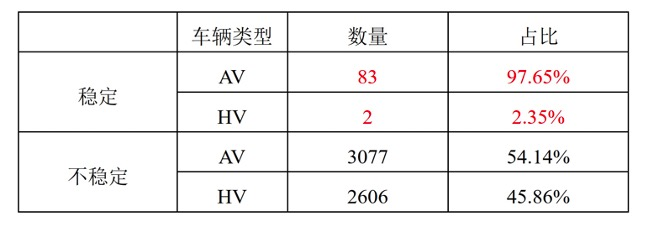 车辆类型 数量 占比
稳定 AV 83 97.65%
HV 2 2.35%
不稳定 AV 3077 54.14%
HV 2606 45.86%